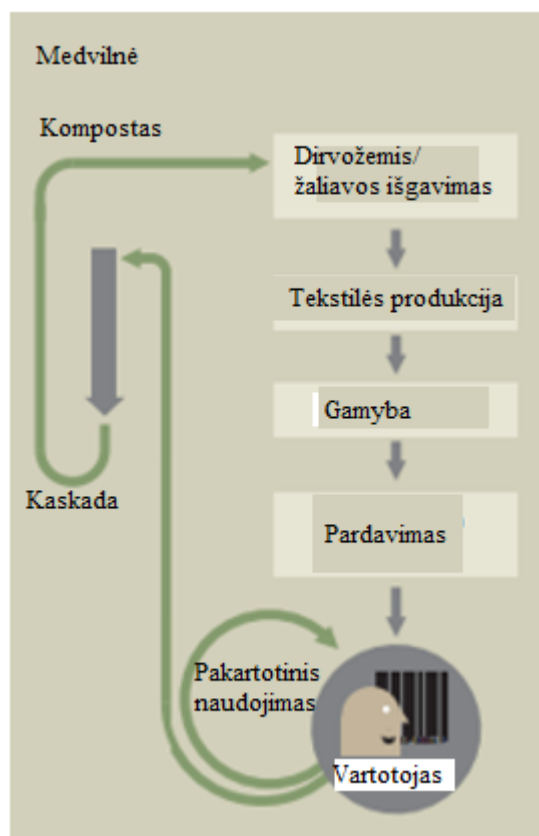 Medvilnė
Kompostas
Dirvožemis/
žaliavos išgavimas
Tekstilės produkcija
Gamyba
Kaskada
Pardavimas
Pakartotinis
naudojimas
Vartotojas